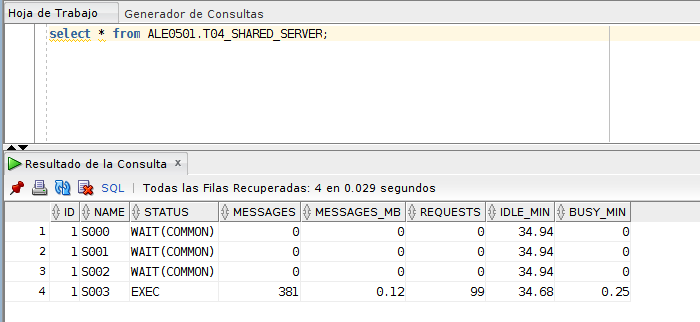 Hoja de Trabajo Generador de Consultas
select * from ALE0501.T04_SHARED_SERVER;
Resultado de la Consulta x
SQL | Todas las Filas Recuperadas: 4 en 0.029 segundos
ID NAME STATUS MESSAGES MESSAGES_MB REQUESTS IDLE_MIN BUSY_MIN
1 1 S000 WAIT(COMMON) 0 0 0 34.94 0
2 1 S001 WAIT(COMMON) 0 0 0 34.94 0
3 1 S002 WAIT(COMMON) 0 0 0 34.94 0
4 1 S003 EXEC 381 0.12 99 34.68 0.25